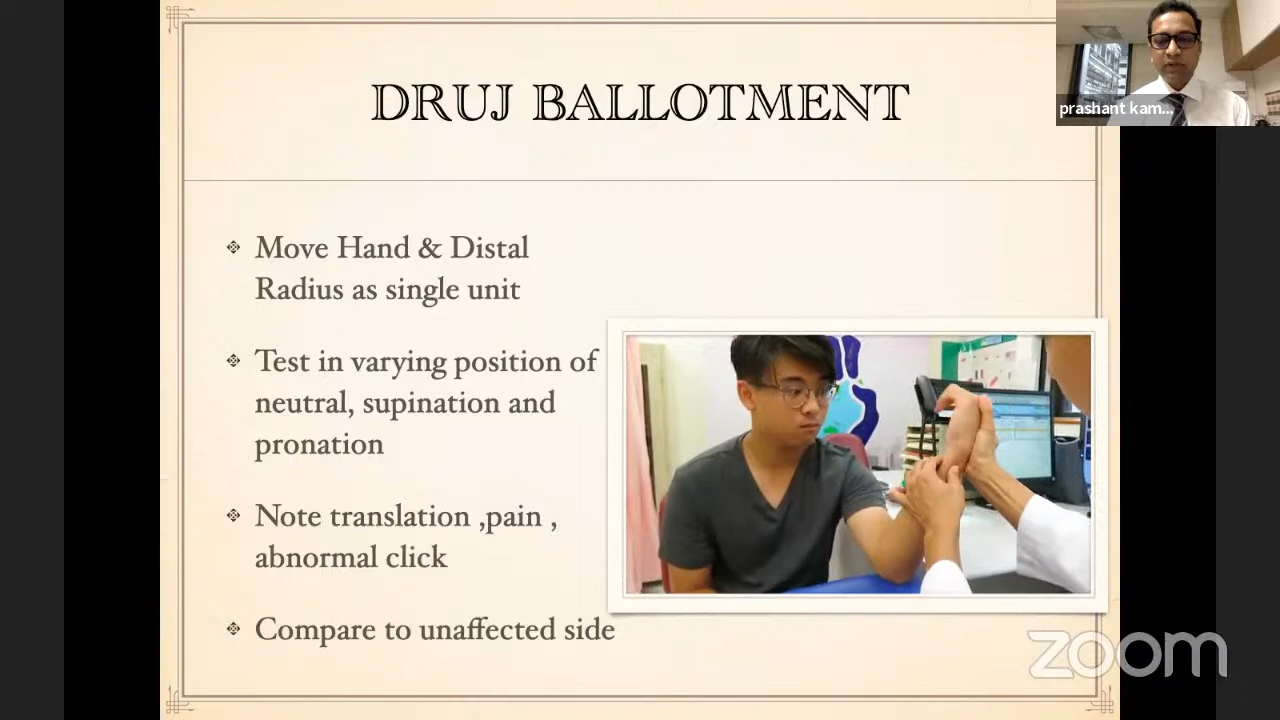 DRUJ BALLOTMENT
prashant kam...
Move Hand & Distal
Radius as single unit
Test in varying position of
neutral, supination and
pronation
Note translation ,pain ,
abnormal click
Compare to unaffected side
zoom